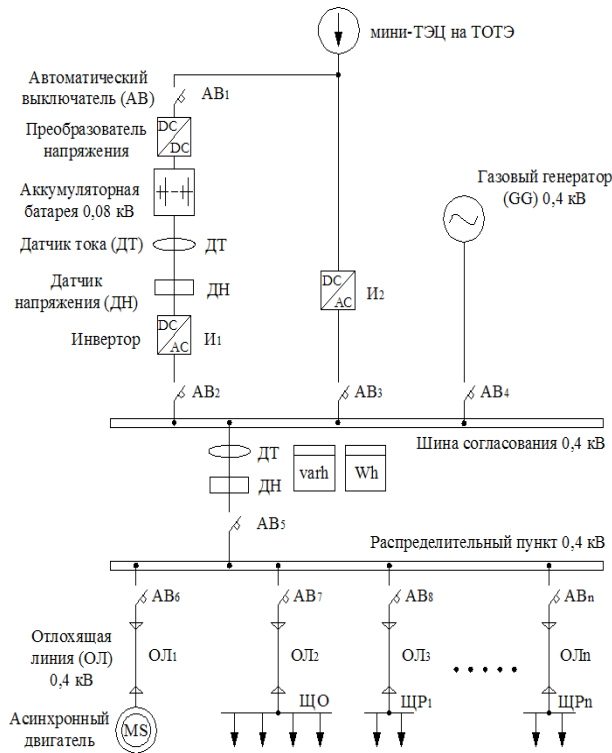 мини-ТЭЦ на ТОТЭ
Автоматический
выключатель (АВ)
АВ1
Преобразователь
напряжения
DC
DC
Газовый генератор
(GG) 0,4 кВ
Аккумуляторная
батарея 0,08 кВ
Датчик тока (ДТ)
ДТ
Датчик
напряжения (ДН)
ДН
DC
AC
И2
Инвертор
DC
AC
И1
АВ2
АВ3
АВ4
Шина согласования 0,4 кВ
ДТ
ДН
varh
Wh
АВ5
Распределительный пункт 0,4 кВ
АВ6
АВ7
АВ8
АВn
Отлохящая
линия (ОЛ)
0,4 кВ
ОЛ1
ОЛ2
ОЛ3
ОЛn
Асинхронный
двигатель
MS
ЩО
ЩР1
ЩРn